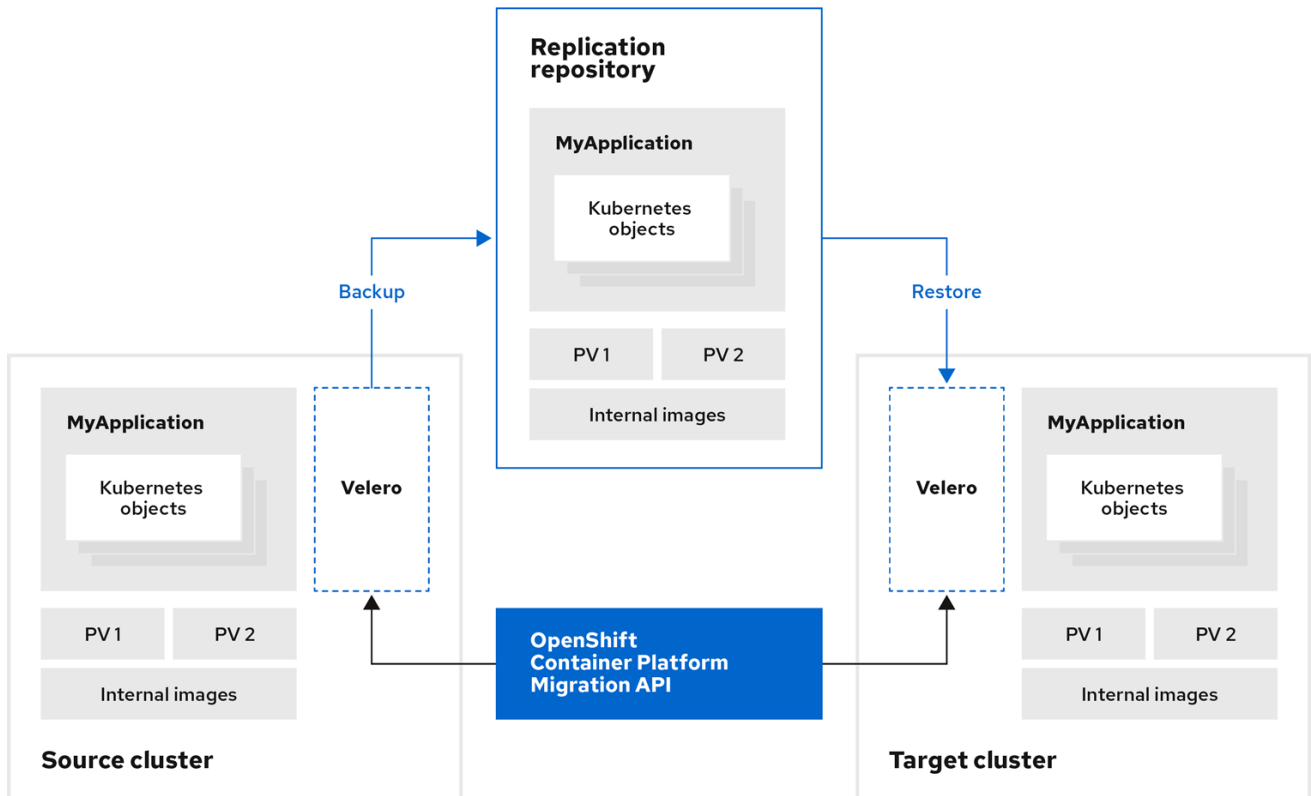 Replication
repository
MyApplication
Kubernetes
objects
Backup
Restore
PV 1
PV 2
Internal images
MyApplication
Kubernetes
objects
Velero
PV 1
PV 2
Internal images
Source cluster
OpenShift
Container Platform
Migration API
Velero
MyApplication
Kubernetes
objects
PV 1
PV 2
Internal images
Target cluster